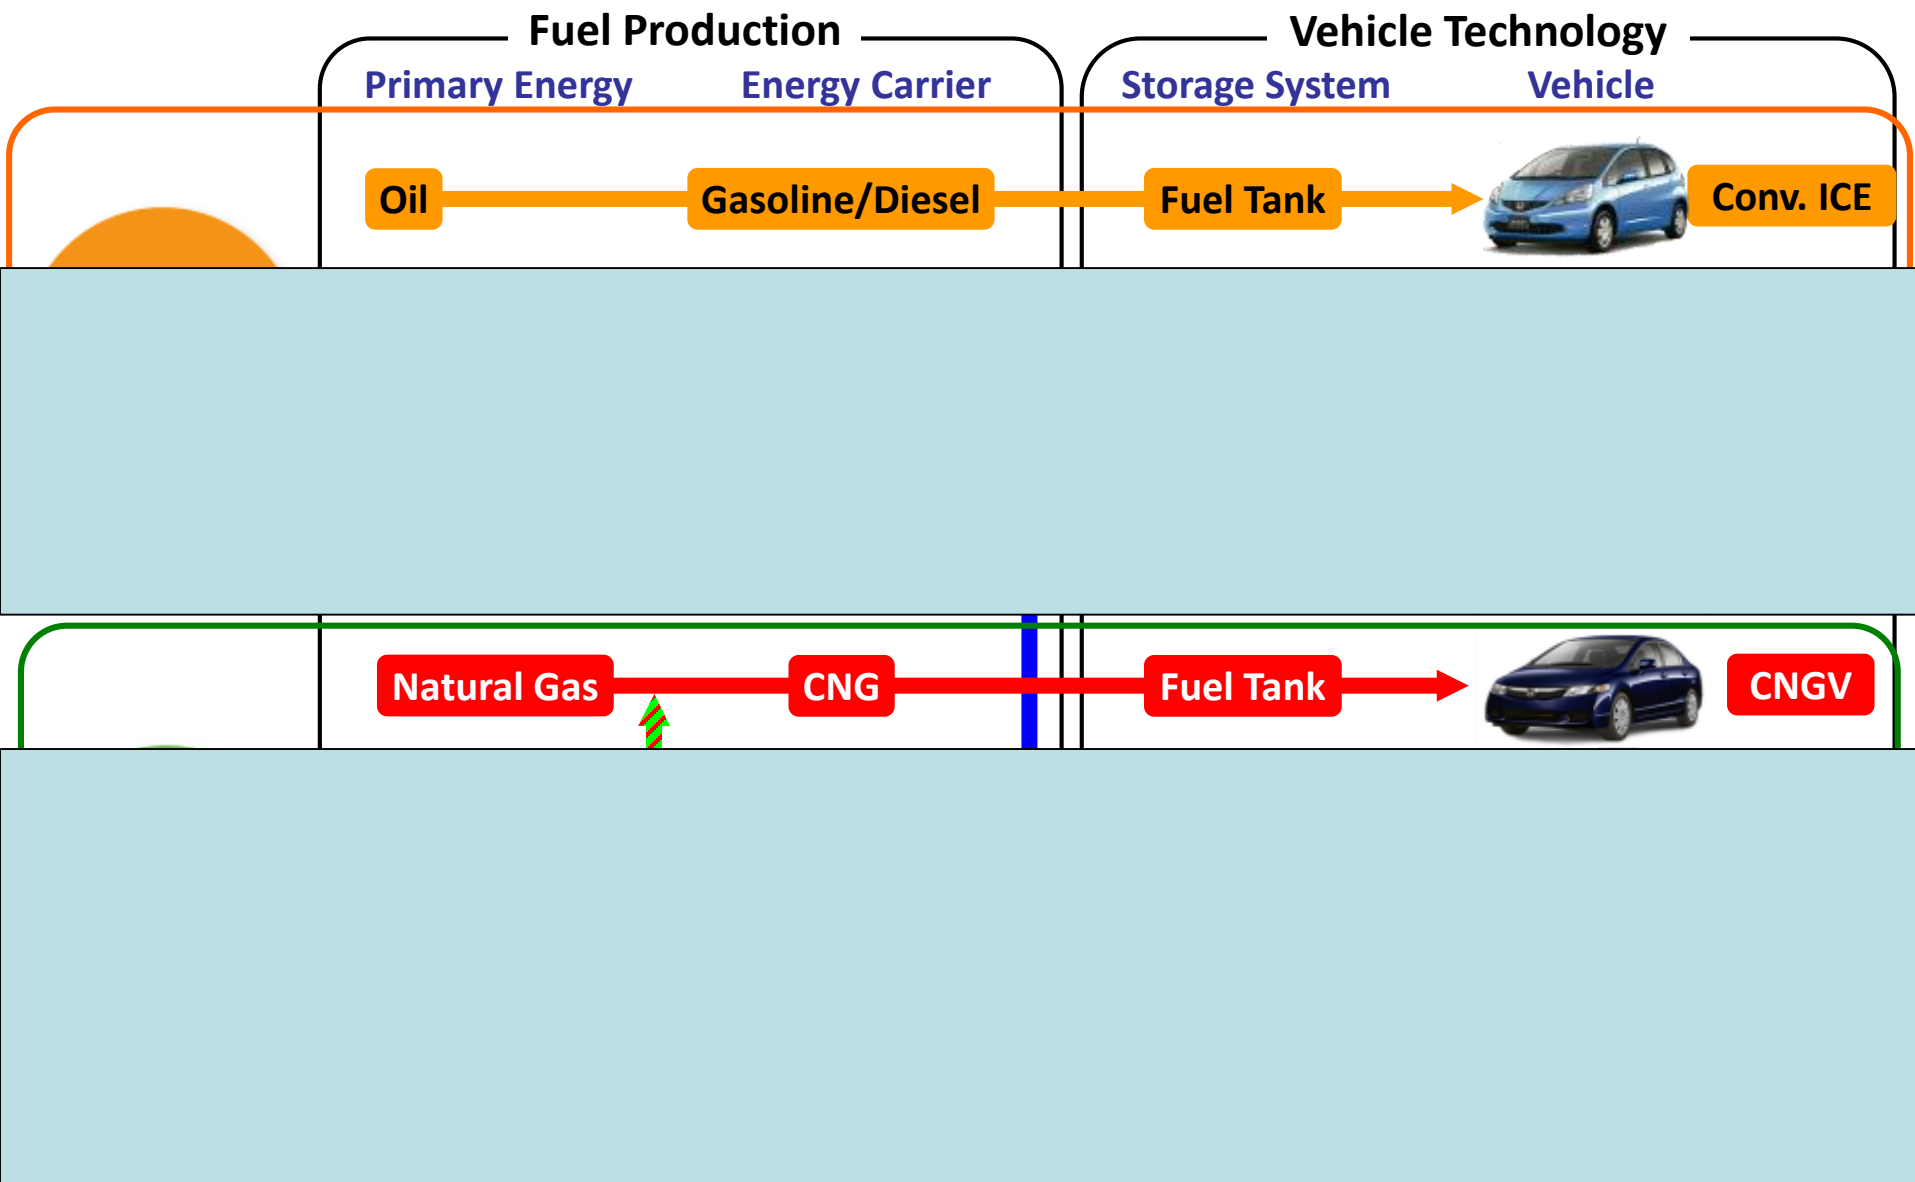 Fuel Production
Vehicle Technology
Primary Energy
Energy Carrier
Storage System
Vehicle
Oil
Gasoline/Diesel
Fuel Tank
Conv. ICE
Natural Gas
CNG
Fuel Tank
CNGV